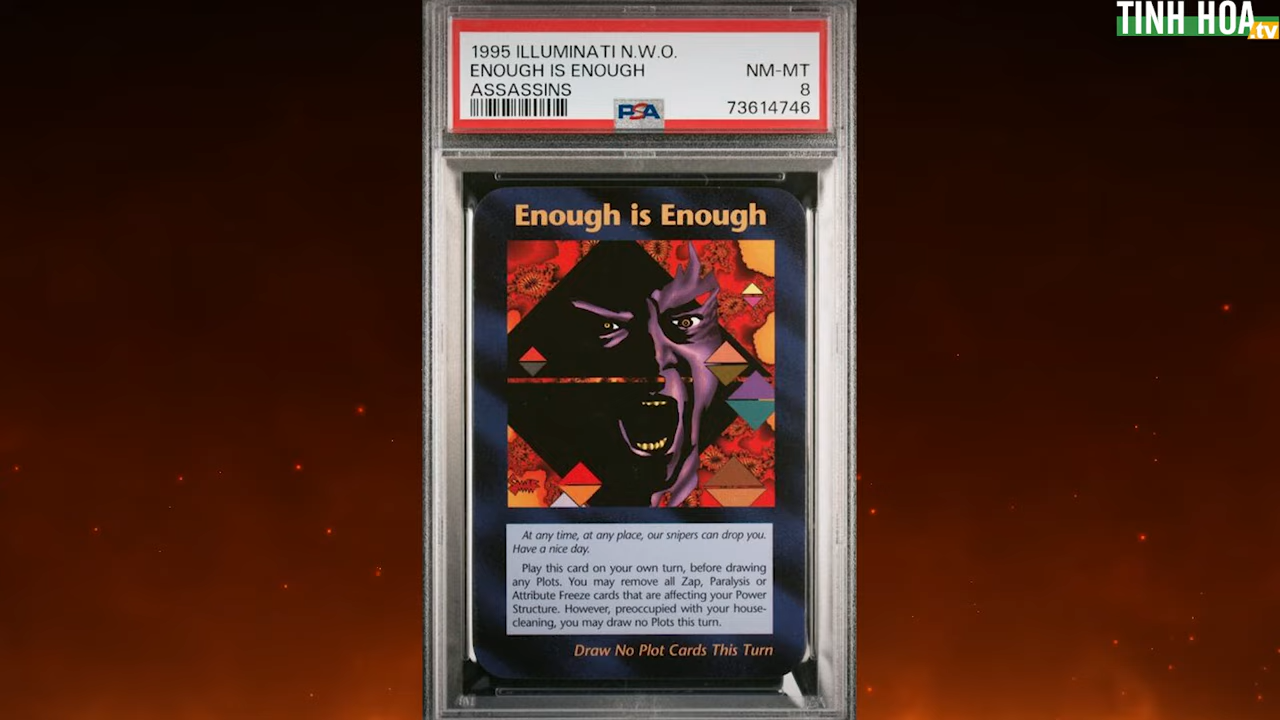 TINH HOA
.tv
1995 ILLUMINATI N.W.O.
ENOUGH IS ENOUGH NM-MT
ASSASSINS 8
PSA 73614746
Enough is Enough
At any time, at any place, our snipers can drop you.
Have a nice day.
Play this card on your own turn, before drawing
any Plots. You may remove all Zap, Paralysis or
Attribute Freeze cards that are affecting your Power
Structure. However, preoccupied with your house-
cleaning, you may draw no Plots this turn.
Draw No Plot Cards This Turn